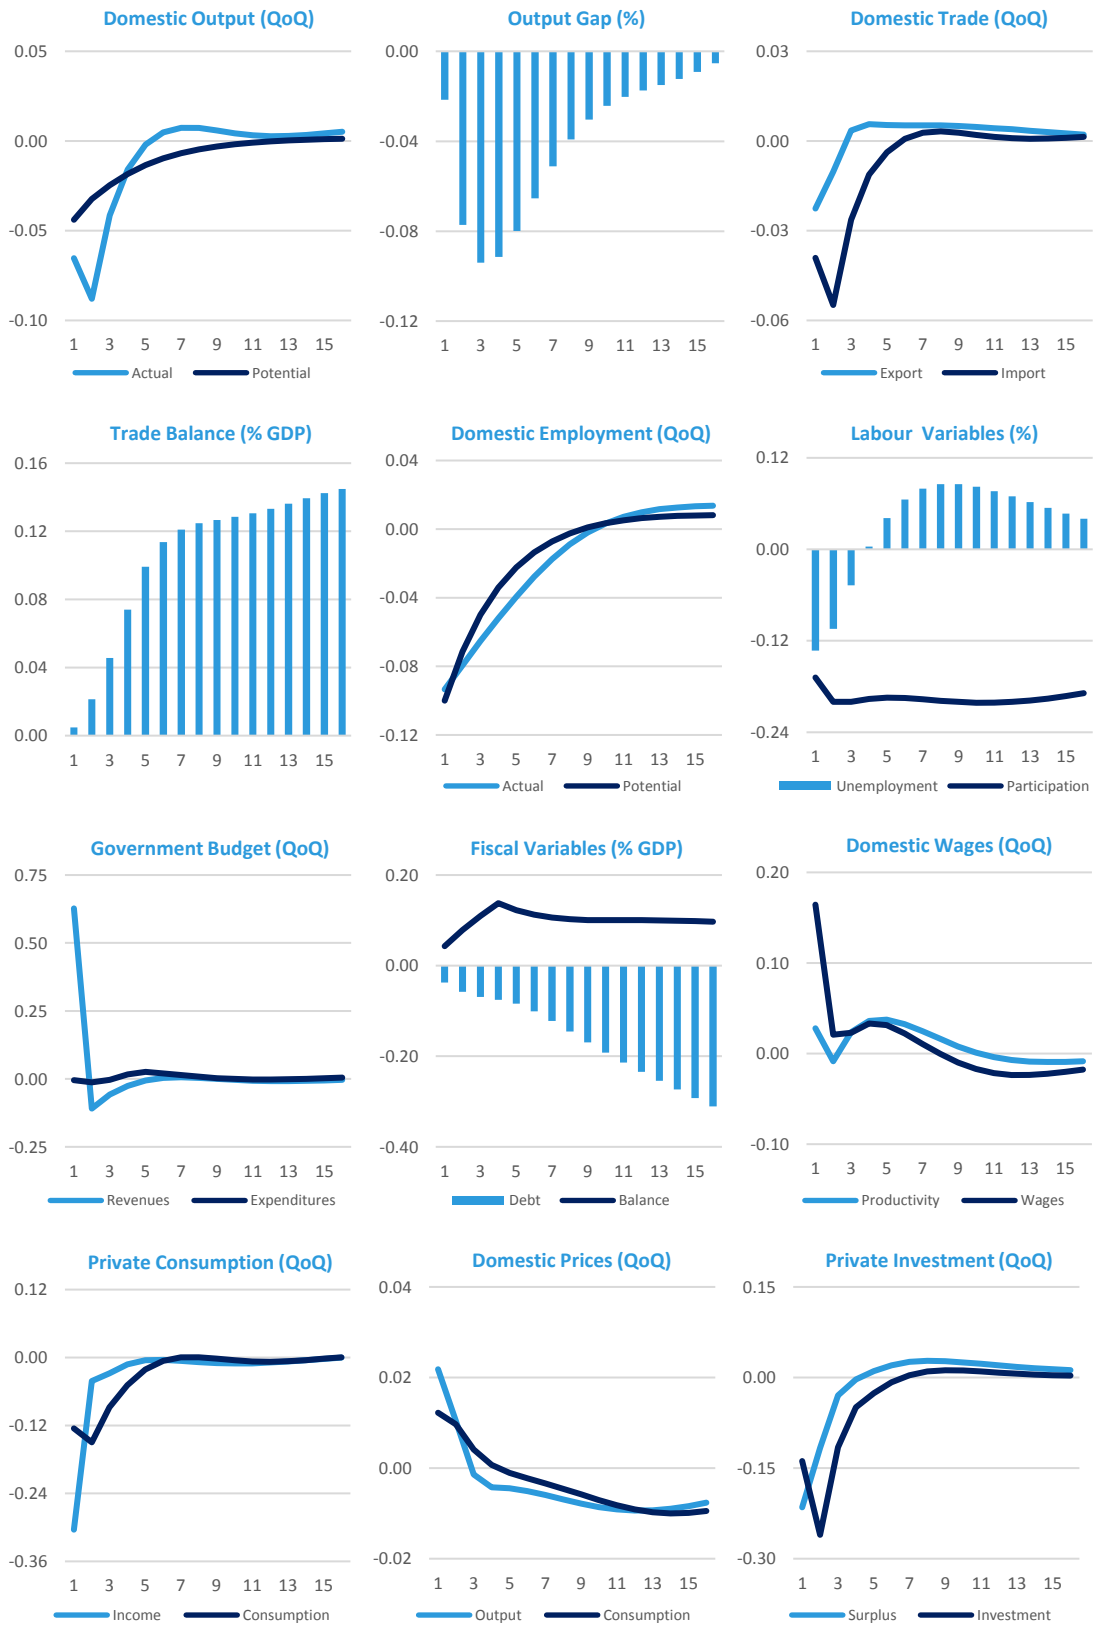 Domestic Output (QoQ)
0.05
0.00
-0.05
-0.10
1 3 5 7 9 11 13 15
Actual Potential
Output Gap (%)
0.00
-0.04
-0.08
-0.12
1 3 5 7 9 11 13 15
Domestic Trade (QoQ)
0.03
0.00
-0.03
-0.06
1 3 5 7 9 11 13 15
Export Import
Trade Balance (% GDP)
0.16
0.12
0.08
0.04
0.00
1 3 5 7 9 11 13 15
Domestic Employment (QoQ)
0.04
0.00
-0.04
-0.08
-0.12
1 3 5 7 9 11 13 15
Actual Potential
Labour Variables (%)
0.12
0.00
-0.12
-0.24
1 3 5 7 9 11 13 15
Unemployment Participation
Government Budget (QoQ)
0.75
0.50
0.25
0.00
-0.25
1 3 5 7 9 11 13 15
Revenues Expenditures
Fiscal Variables (% GDP)
0.20
0.00
-0.20
-0.40
1 3 5 7 9 11 13 15
Debt Balance
Domestic Wages (QoQ)
0.20
0.10
0.00
-0.10
1 3 5 7 9 11 13 15
Productivity Wages
Private Consumption (QoQ)
0.12
0.00
-0.12
-0.24
-0.36
1 3 5 7 9 11 13 15
Income Consumption
Domestic Prices (QoQ)
0.04
0.02
0.00
-0.02
1 3 5 7 9 11 13 15
Output Consumption
Private Investment (QoQ)
0.15
0.00
-0.15
-0.30
1 3 5 7 9 11 13 15
Surplus Investment